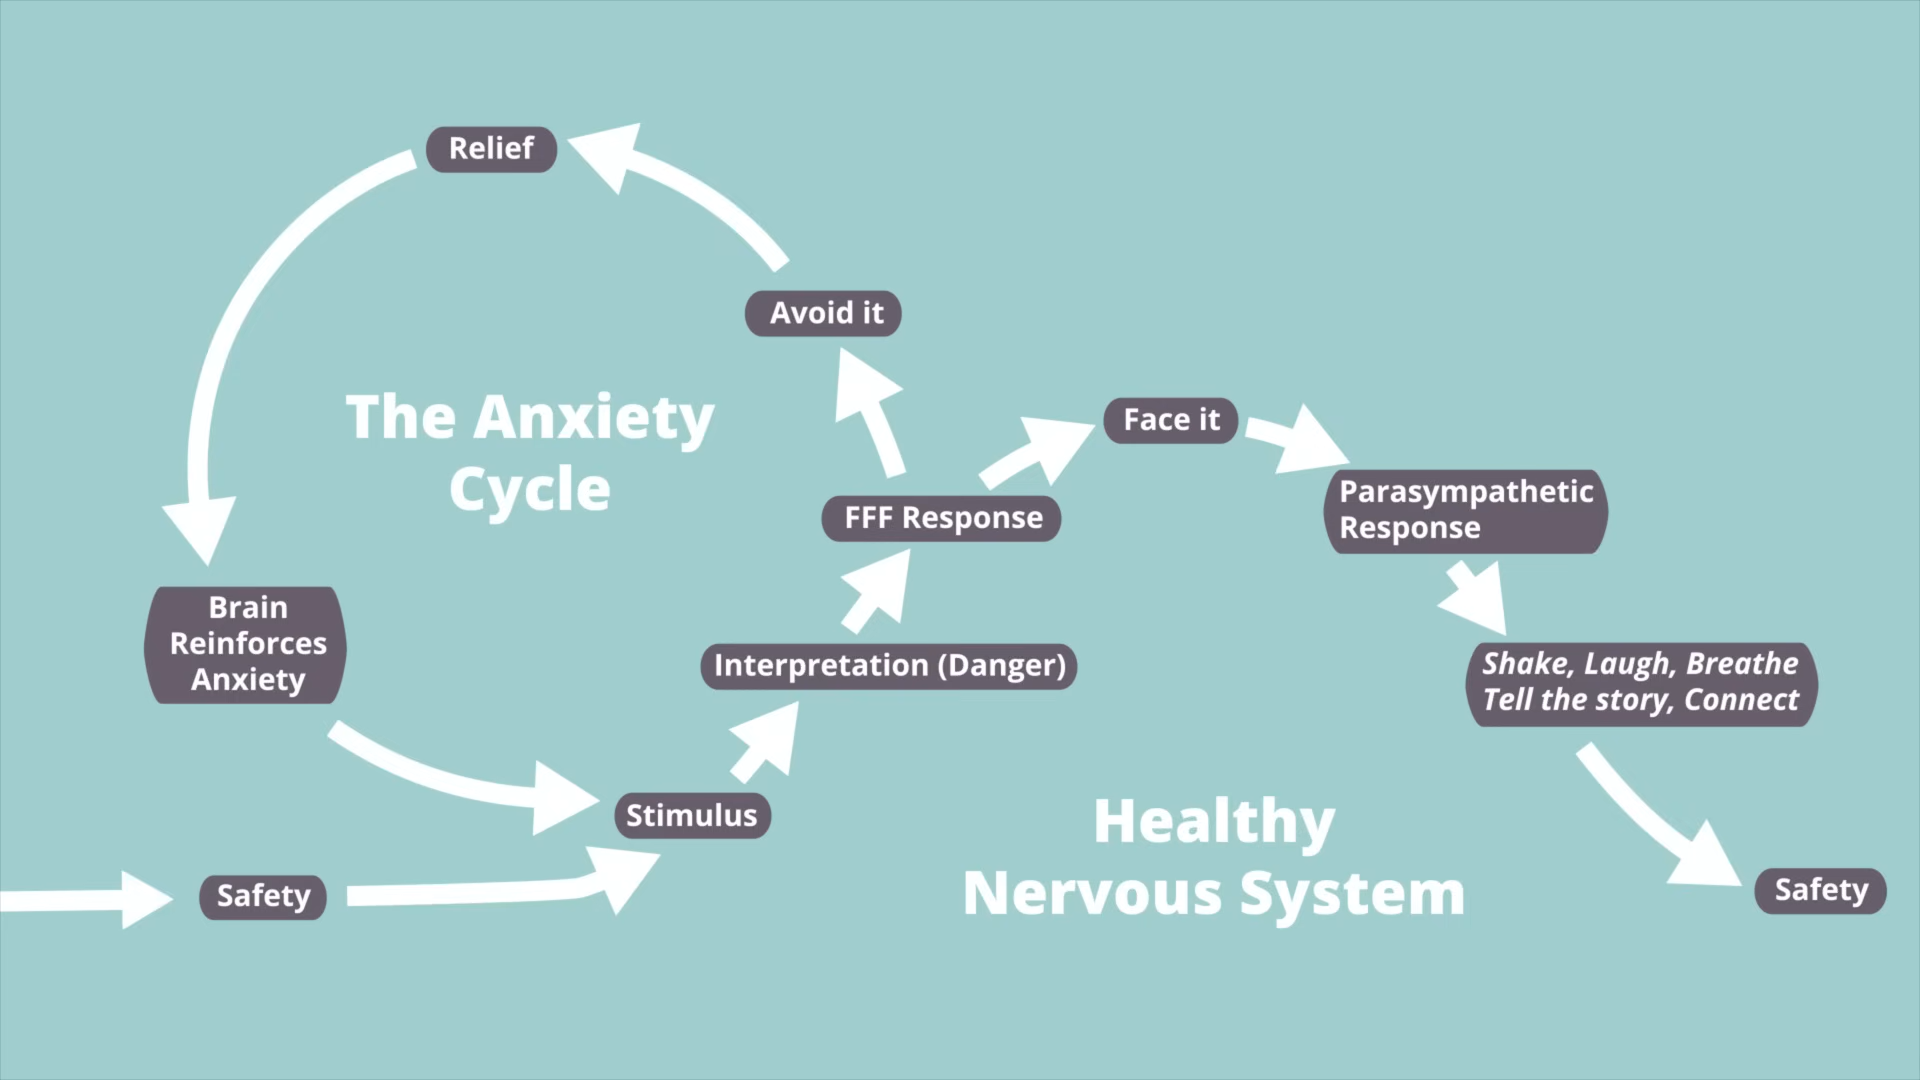 Relief
Avoid it
The Anxiety
Cycle
Face it
Parasympathetic
Response
FFF Response
Brain
Reinforces
Anxiety
Interpretation (Danger)
Shake, Laugh, Breathe
Tell the story, Connect
Stimulus
Healthy
Nervous System
Safety
Safety